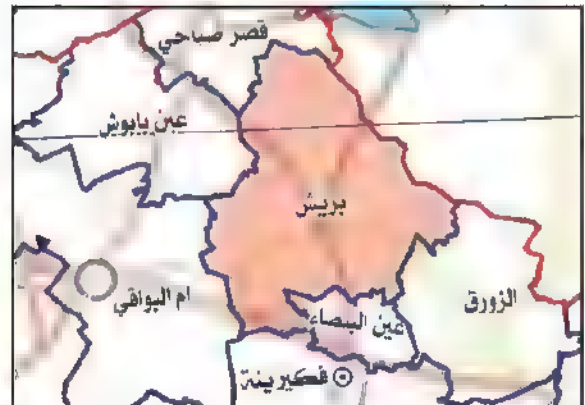 قصر صباحي
عين بابوش
بريش
الزورق
ام البواقي
عين البيضاء
فكيرينة